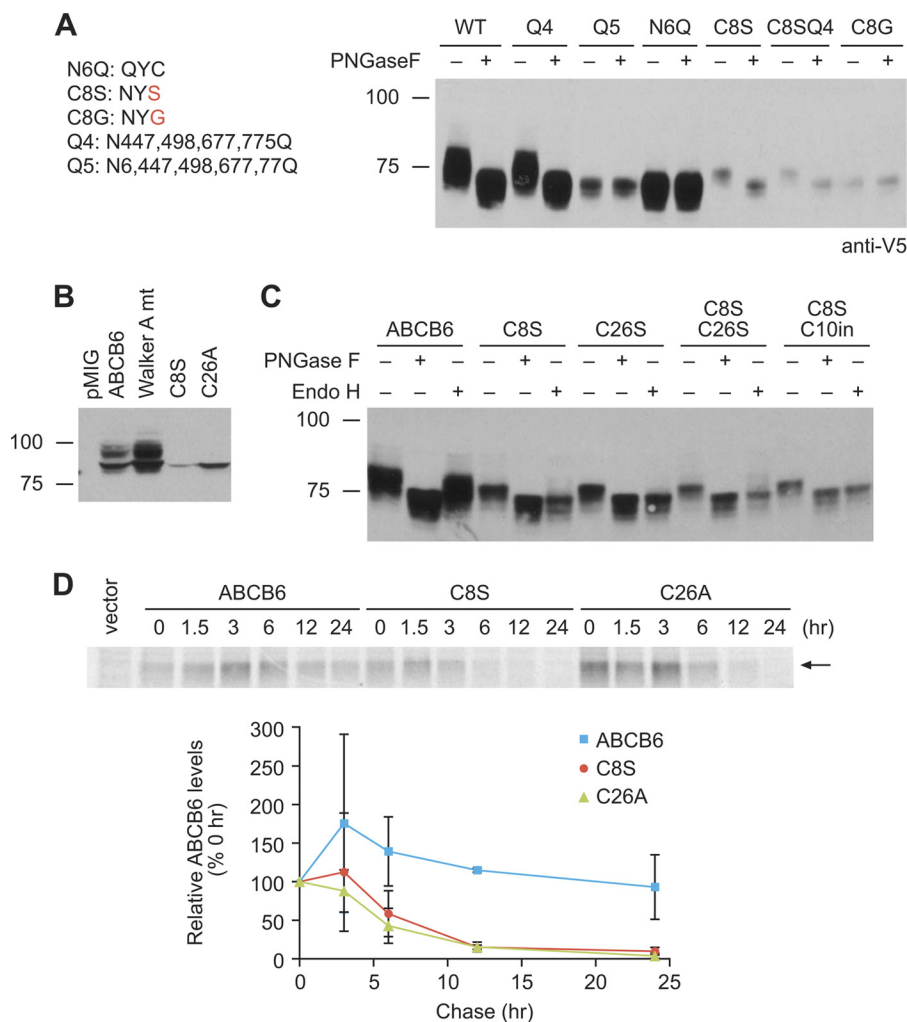 A
WT Q4 Q5 N6Q C8S C8SQ4 C8G
PNGaseF – + – + – + – + – + – + – +
N6Q: QYC
C8S: NYS
C8G: NYG
Q4: N447,498,677,775Q
Q5: N6,447,498,677,77Q
100
75
anti-V5
B
pMIG
ABCB6
Walker A mt
C8S
C26A
100
75
C
ABCB6 C8S C26S C8S C26S C8S C10in
PNGase F – + – – + – – + – – + – – + –
Endo H – – + – – + – – + – – + – – +
100
75
D
vector
ABCB6 C8S C26A
0 1.5 3 6 12 24 0 1.5 3 6 12 24 0 1.5 3 6 12 24 (hr)
Relative ABCB6 levels
(% 0 hr)
300
250
200
150
100
50
0
ABCB6
C8S
C26A
0 5 10 15 20 25
Chase (hr)